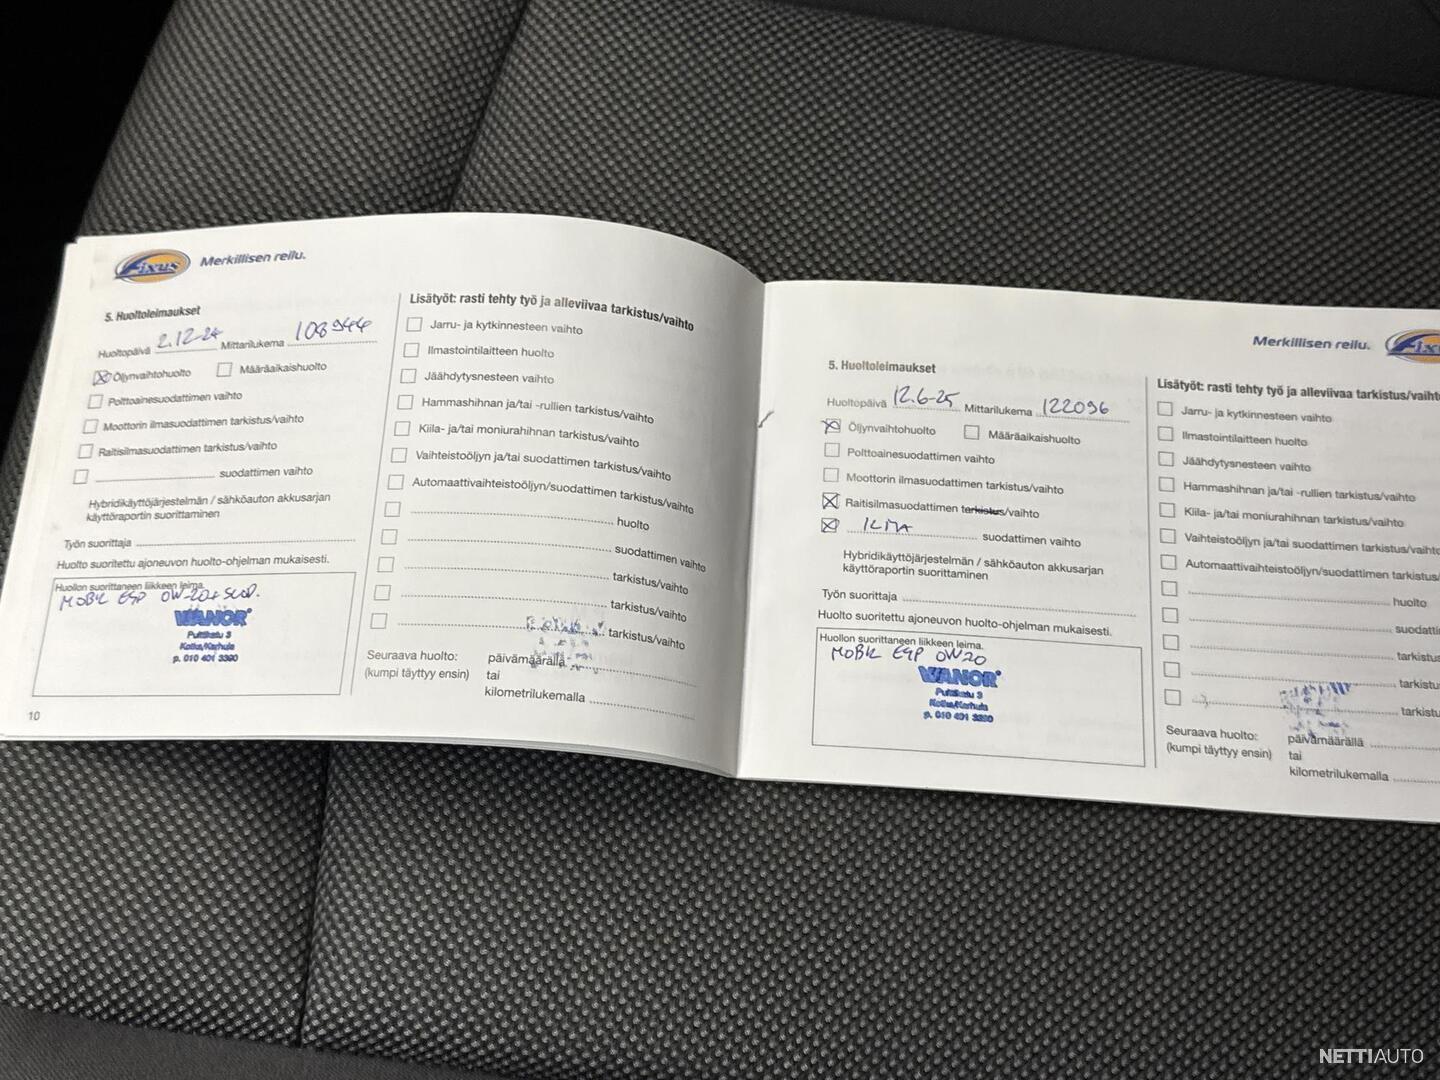 Fixus Merkillisen reilu.
5. Huoltoleimaukset
Huoltopäivä 2.12-24 Mittarilukema 108944
Öljynvaihtohuolto Määräaikaishuolto
Polttoainesuodattimen vaihto
Moottorin ilmasuodattimen tarkistus/vaihto
Raitisilmasuodattimen tarkistus/vaihto
suodattimen vaihto
Hybridikäyttöjärjestelmän / sähköauton akkusarjan
käyttöraportin suorittaminen
Työn suorittaja
Huolto suoritettu ajoneuvon huolto-ohjelman mukaisesti.
Huollon suorittaneen liikkeen leima.
MOBIL ESP 0W-20+ SUOD.
WANOR
Puttikatu 3
Kotka/Karhula
p. 010 401 3390
10
Lisätyöt: rasti tehty työ ja alleviivaa tarkistus/vaihto
Jarru- ja kytkinnesteen vaihto
Ilmastointilaitteen huolto
Jäähdytysnesteen vaihto
Hammashihnan ja/tai -rullien tarkistus/vaihto
Kiila- ja/tai moniurahihnan tarkistus/vaihto
Vaihteistoöljyn ja/tai suodattimen tarkistus/vaihto
Automaattivaihteistoöljyn/suodattimen tarkistus/vaihto
huolto
suodattimen vaihto
tarkistus/vaihto
tarkistus/vaihto
tarkistus/vaihto
Seuraava huolto: päivämäärällä
(kumpi täyttyy ensin) tai
kilometrilukemalla
Merkillisen reilu. Fixu
5. Huoltoleimaukset
Huoltopäivä 12.6-25 Mittarilukema 122096
Öljynvaihtohuolto Määräaikaishuolto
Polttoainesuodattimen vaihto
Moottorin ilmasuodattimen tarkistus/vaihto
Raitisilmasuodattimen tarkistus/vaihto
ILMA suodattimen vaihto
Hybridikäyttöjärjestelmän / sähköauton akkusarjan
käyttöraportin suorittaminen
Työn suorittaja
Huolto suoritettu ajoneuvon huolto-ohjelman mukaisesti.
Huollon suorittaneen liikkeen leima.
MOBIL ESP 0W20
WANOR
Puttikatu 3
Kotka/Karhula
p. 010 401 3390
Lisätyöt: rasti tehty työ ja alleviivaa tarkistus/vaihto
Jarru- ja kytkinnesteen vaihto
Ilmastointilaitteen huolto
Jäähdytysnesteen vaihto
Hammashihnan ja/tai -rullien tarkistus/vaihto
Kiila- ja/tai moniurahihnan tarkistus/vaihto
Vaihteistoöljyn ja/tai suodattimen tarkistus/vaihto
Automaattivaihteistoöljyn/suodattimen tarkistus/
huolto
suodatti
tarkistus
tarkistu
tarkistu
Seuraava huolto: päivämäärällä
(kumpi täyttyy ensin) tai
kilometrilukemalla
NETTIAUTO